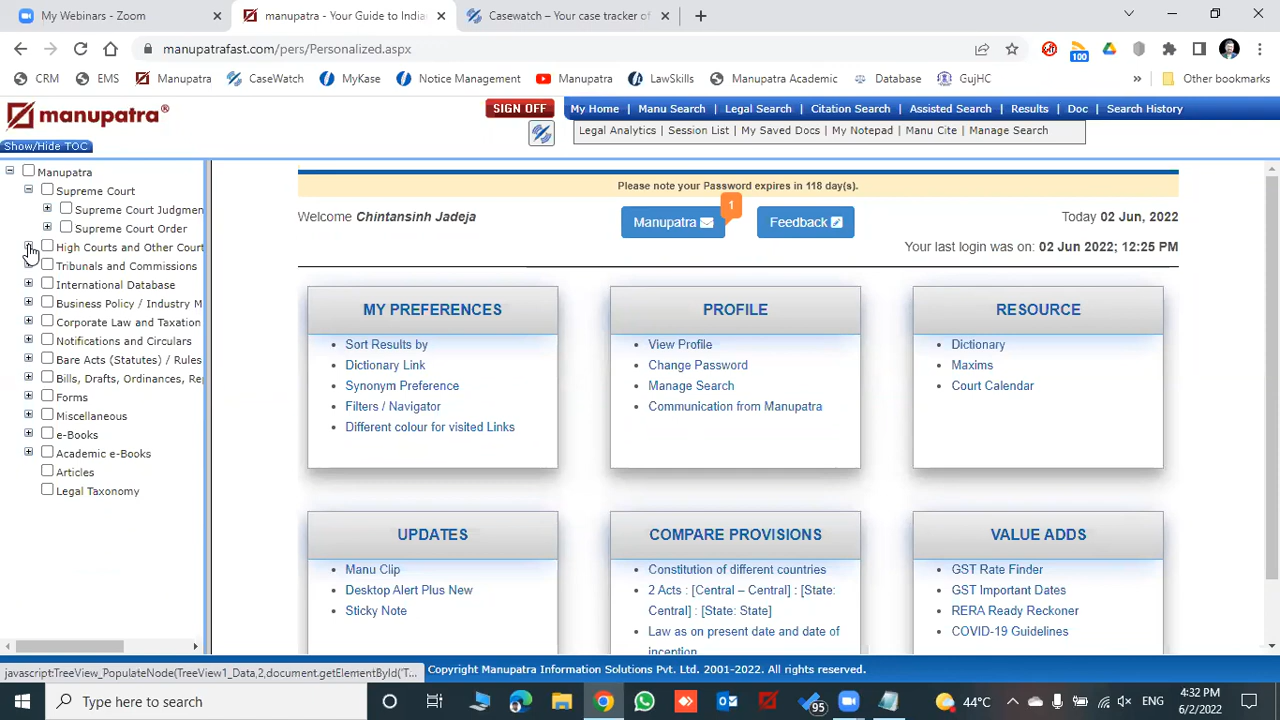 My Webinars - Zoom
manupatra - Your Guide to India
Casewatch – Your case tracker of
manupatrafast.com/pers/Personalized.aspx
100
CRM EMS Manupatra CaseWatch MyKase Notice Management Manupatra LawSkills Manupatra Academic Database GujHC » Other bookmarks
manupatra®
SIGN OFF
My Home | Manu Search | Legal Search | Citation Search | Assisted Search | Results | Doc | Search History
Legal Analytics | Session List | My Saved Docs | My Notepad | Manu Cite | Manage Search
Show/Hide TOC
Manupatra
Supreme Court
Supreme Court Judgmen
Supreme Court Order
High Courts and Other Court
Tribunals and Commissions
International Database
Business Policy / Industry M
Corporate Law and Taxation
Notifications and Circulars
Bare Acts (Statutes) / Rules
Bills, Drafts, Ordinances, Rep
Forms
Miscellaneous
e-Books
Academic e-Books
Articles
Legal Taxonomy
Please note your Password expires in 118 day(s).
Welcome Chintansinh Jadeja
Manupatra
1
Feedback
Today 02 Jun, 2022
Your last login was on: 02 Jun 2022; 12:25 PM
MY PREFERENCES
Sort Results by
Dictionary Link
Synonym Preference
Filters / Navigator
Different colour for visited Links
PROFILE
View Profile
Change Password
Manage Search
Communication from Manupatra
RESOURCE
Dictionary
Maxims
Court Calendar
UPDATES
Manu Clip
Desktop Alert Plus New
Sticky Note
COMPARE PROVISIONS
Constitution of different countries
2 Acts : [Central – Central] : [State:
Central] : [State: State]
Law as on present date and date of
inception
VALUE ADDS
GST Rate Finder
GST Important Dates
RERA Ready Reckoner
COVID-19 Guidelines
javascript:TreeView_PopulateNode(TreeView1_Data,2,document.getElementById('T...
Copyright Manupatra Information Solutions Pvt. Ltd. 2001-2022. All rights reserved.
Type here to search
95
44°C
ENG
4:32 PM
6/2/2022